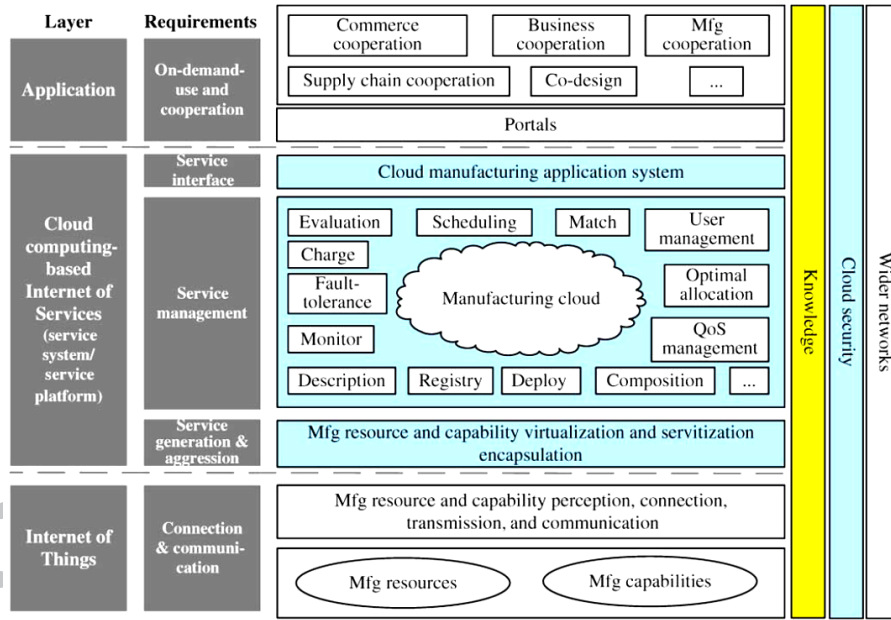 Layer
Requirements
Application
On-demand-
use and
cooperation
Commerce
cooperation
Business
cooperation
Mfg
cooperation
Supply chain cooperation
Co-design
...
Portals
Cloud
computing-
based
Internet of
Services
(service
system/
service
platform)
Service
interface
Cloud manufacturing application system
Service
management
Evaluation
Scheduling
Match
User
management
Charge
Fault-
tolerance
Manufacturing cloud
Optimal
allocation
Monitor
QoS
management
Description
Registry
Deploy
Composition
...
Service
generation &
aggression
Mfg resource and capability virtualization and servitization
encapsulation
Internet of
Things
Connection
& communi-
cation
Mfg resource and capability perception, connection,
transmission, and communication
Mfg resources
Mfg capabilities
Knowledge
Cloud security
Wider networks